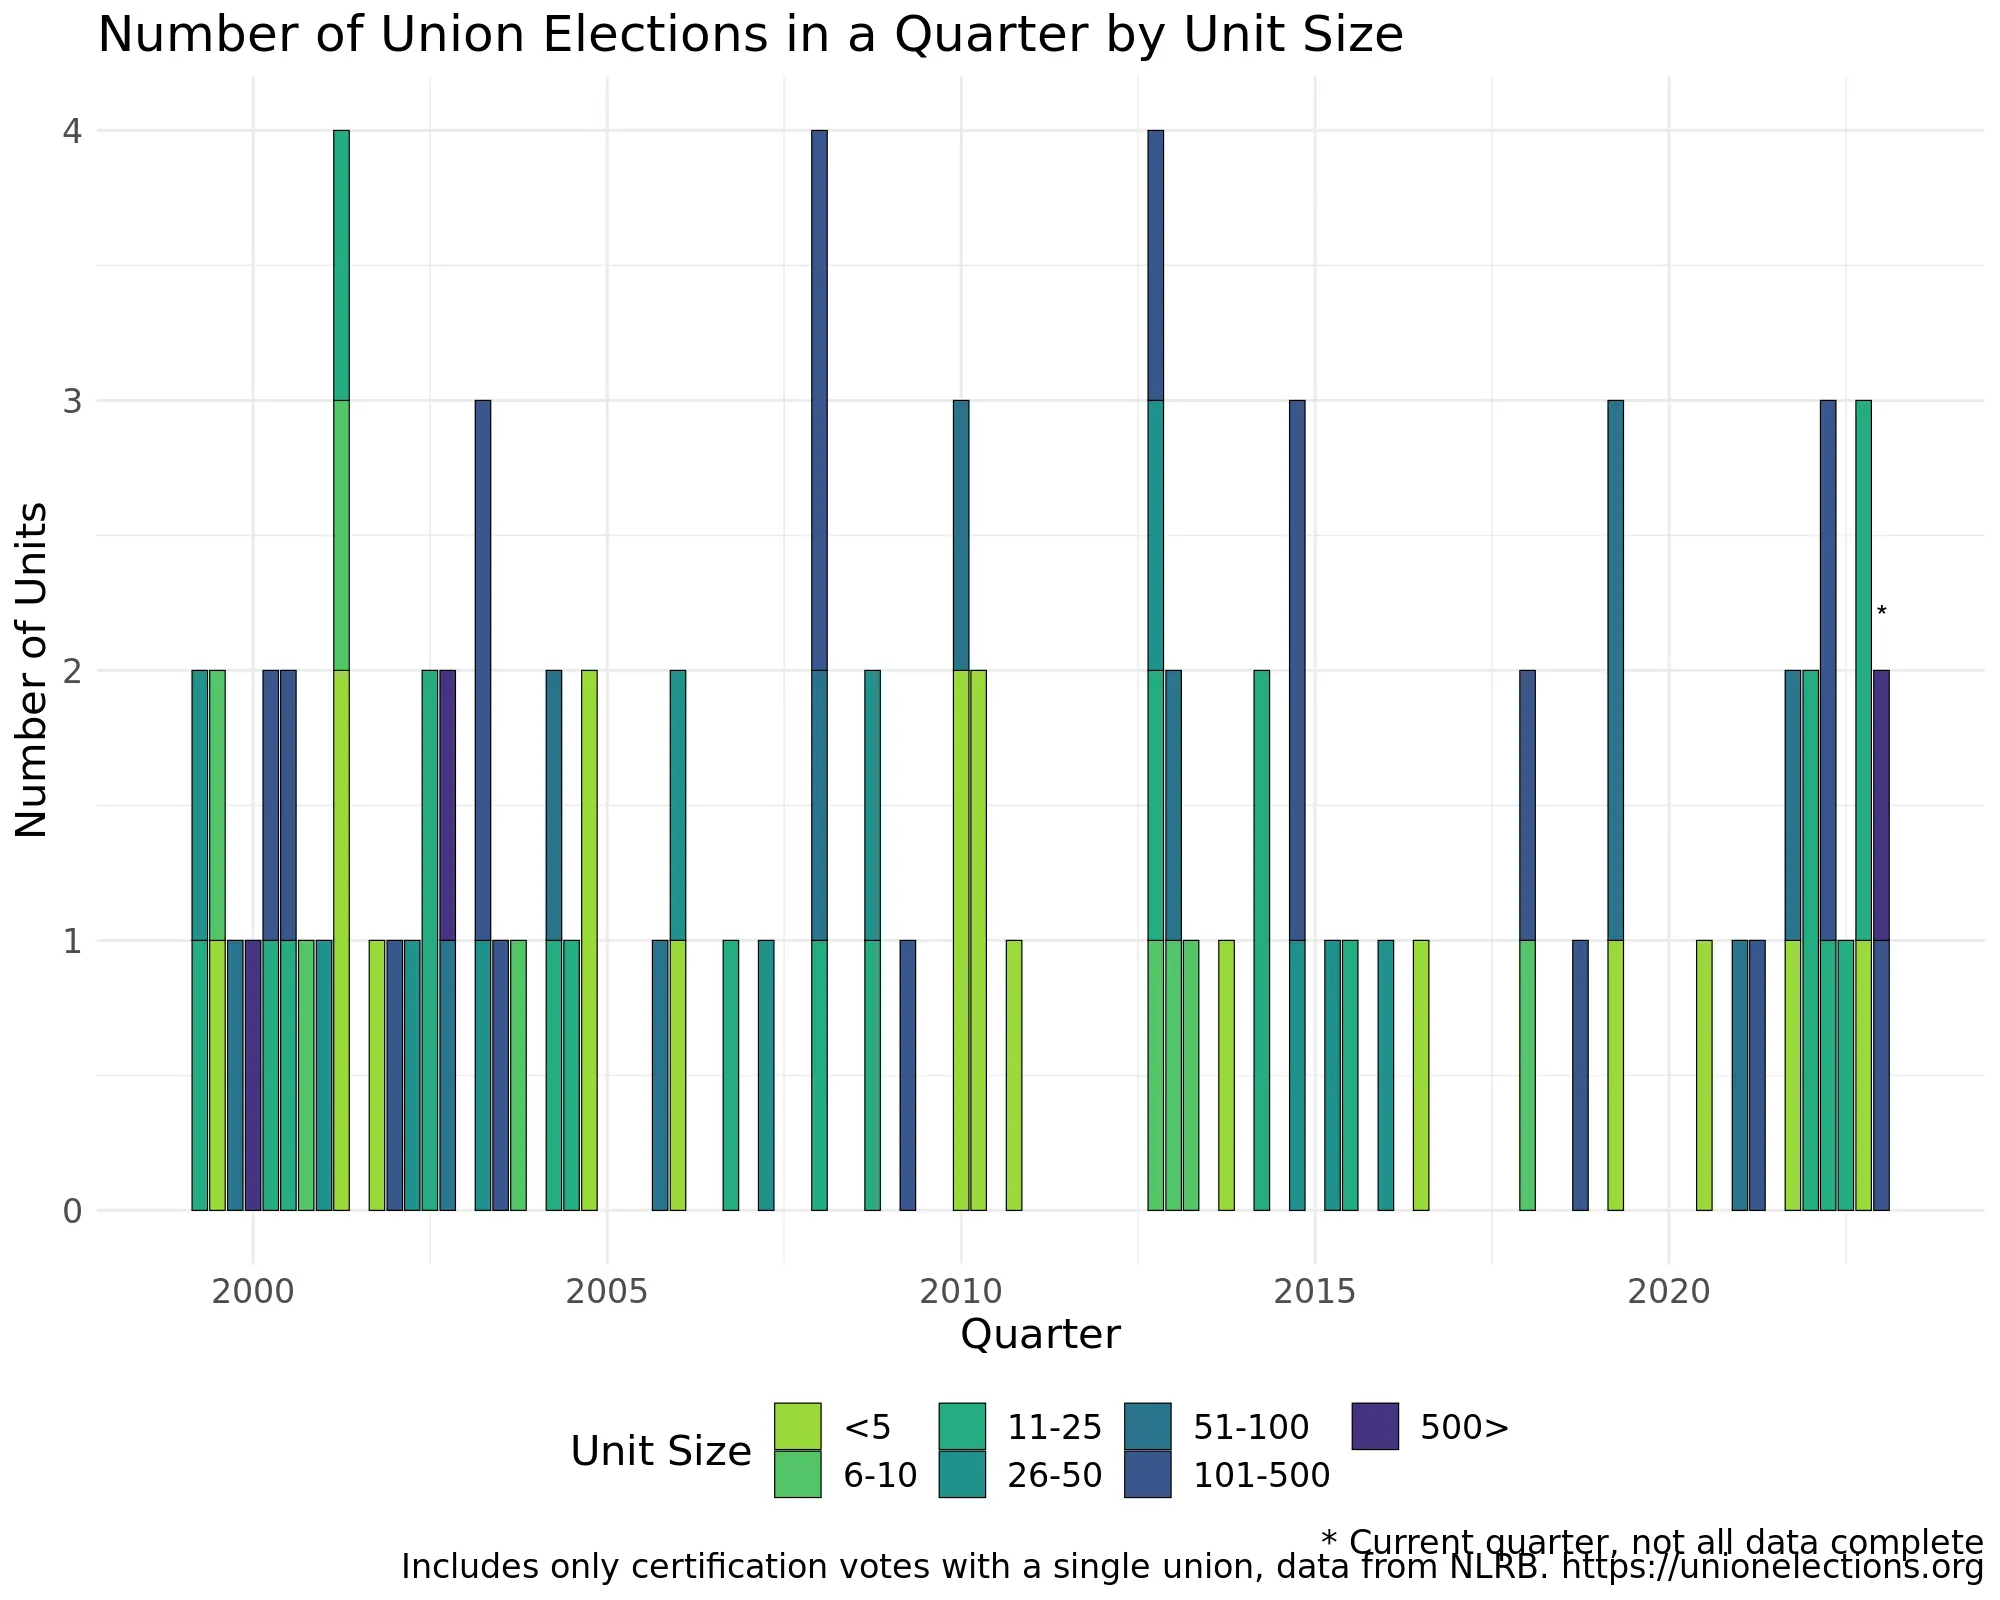 Number of Union Elections in a Quarter by Unit Size
Number of Units
4
3
2
1
0
*
2000 2005 2010 2015 2020
Quarter
Unit Size
<5 11-25 51-100 500>
6-10 26-50 101-500
* Current quarter, not all data complete
Includes only certification votes with a single union, data from NLRB. https://unionelections.org